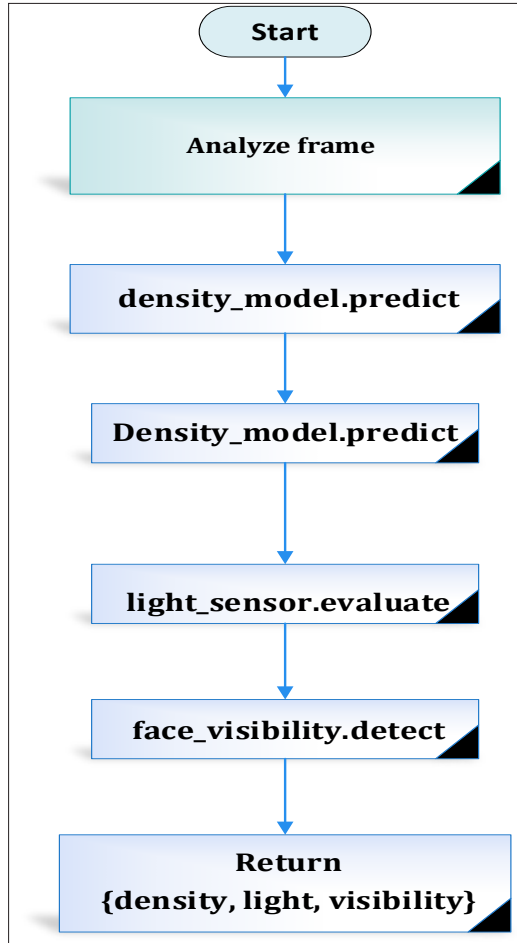 Start
Analyze frame
density_model.predict
Density_model.predict
light_sensor.evaluate
face_visibility.detect
Return
{density, light, visibility}